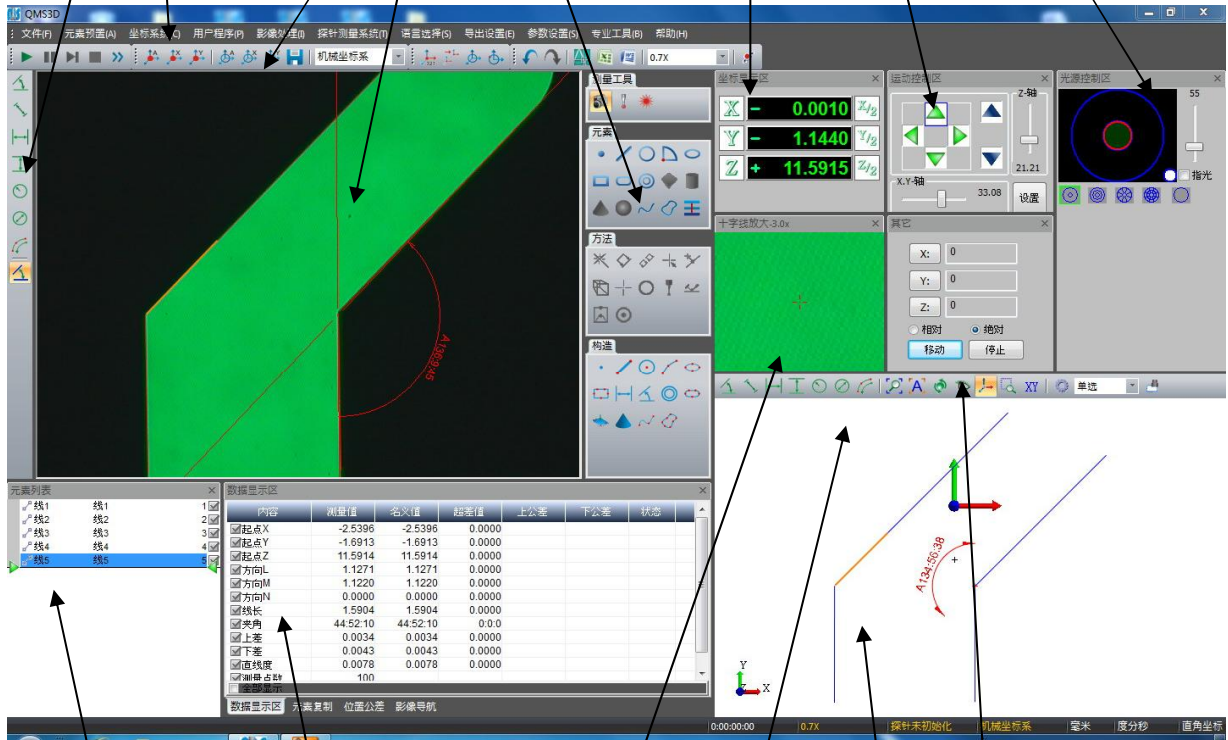 QMS3D
文件(F) 元素预置(A) 坐标系统(C) 用户程序(P) 影像处理(I) 探针测量系统(T) 语言选择(S) 导出设置(E) 参数设置(S) 专业工具(B) 帮助(H)
机械坐标系 0.7X
A136:9:45
测量工具
元素
方法
构造
坐标显示区
X - 0.0010 X/2
Y - 1.1440 Y/2
Z + 11.5915 Z/2
运动控制区
Z-轴
21.21
X.Y-轴 33.08 设置
光源控制区
55
指光
十字线放大-3.0x
其它
X: 0
Y: 0
Z: 0
相对 绝对
移动 停止
XY 单选
A134:56:38
Y
Z X
元素列表
线1 线1 1
线2 线2 2
线3 线3 3
线4 线4 4
线5 线5 5
数据显示区
内容 测量值 名义值 超差值 上公差 下公差 状态
起点X -2.5396 -2.5396 0.0000
起点Y -1.6913 -1.6913 0.0000
起点Z 11.5914 11.5914 0.0000
方向L 1.1271 1.1271 0.0000
方向M 1.1220 1.1220 0.0000
方向N 0.0000 0.0000 0.0000
线长 1.5904 1.5904 0.0000
夹角 44:52:10 44:52:10 0:0:0
上差 0.0034 0.0034 0.0000
下差 0.0043 0.0043 0.0000
直线度 0.0078 0.0078 0.0000
测量点数 100
全部显示
数据显示区 元素复制 位置公差 影像导航
0:00:00:00 0.7X 探针未初始化 机械坐标系 毫米 度分秒 直角坐标